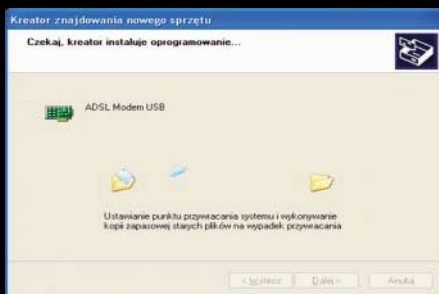 Kreator znajdowania nowego sprzętu
Czekaj, kreator instaluje oprogramowanie...
ADSL Modem USB
Ustawianie punktu przywracania systemu i wykonywanie
kopii zapasowej starych plików na wypadek przywracania
< Wstecz Dalej > Anuluj